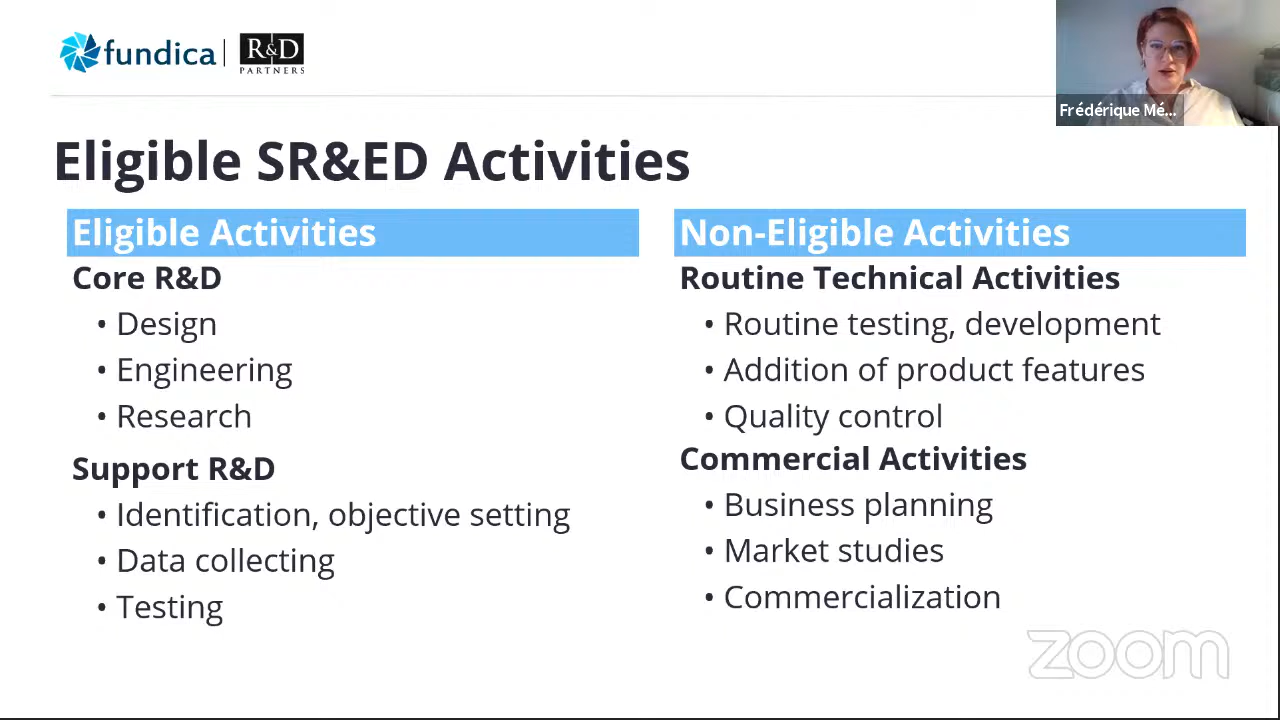 fundica | R&D
PARTNERS
Frédérique Mé...
Eligible SR&ED Activities
Eligible Activities
Core R&D
• Design
• Engineering
• Research
Support R&D
• Identification, objective setting
• Data collecting
• Testing
Non-Eligible Activities
Routine Technical Activities
• Routine testing, development
• Addition of product features
• Quality control
Commercial Activities
• Business planning
• Market studies
• Commercialization
zoom